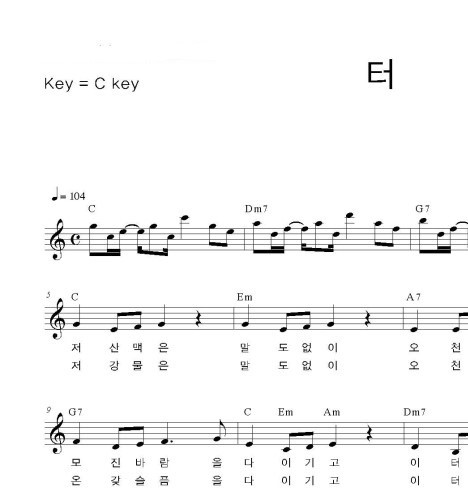 Key = C key
터
♩ = 104
C Dm7 G7
5
C Em A7
저 산 맥 은 말 도 없 이 오 천
저 강 물 은 말 도 없 이 오 천
9
G7 C Em Am Dm7
모 진 바 람 을 다 이 기 고 이 터
온 갖 슬 픔 을 다 이 기 고 이 터